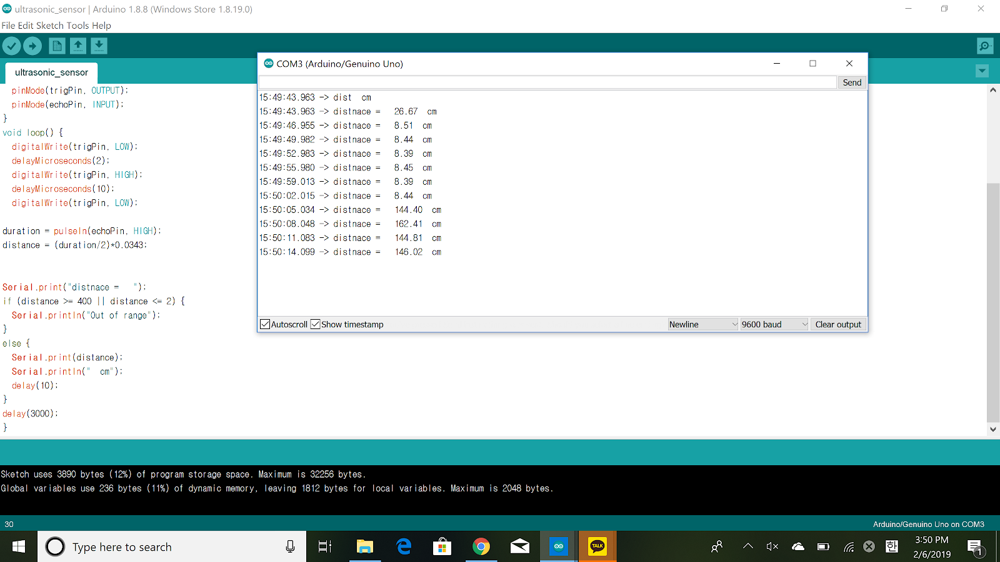 ultrasonic_sensor | Arduino 1.8.8 (Windows Store 1.8.19.0)
File Edit Sketch Tools Help
ultrasonic_sensor
pinMode(trigPin, OUTPUT);
pinMode(echoPin, INPUT);
}
void loop() {
digitalWrite(trigPin, LOW);
delayMicroseconds(2);
digitalWrite(trigPin, HIGH);
delayMicroseconds(10);
digitalWrite(trigPin, LOW);
duration = pulseIn(echoPin, HIGH);
distance = (duration/2)*0.0343;
Serial.print("distnace =   ");
if (distance >= 400 || distance <= 2) {
Serial.println("Out of range");
}
else {
Serial.print(distance);
Serial.println("  cm");
delay(10);
}
delay(3000);
}
COM3 (Arduino/Genuino Uno)
Send
15:49:43.963 -> dist  cm
15:49:43.963 -> distnace =   26.67  cm
15:49:46.955 -> distnace =   8.51  cm
15:49:49.982 -> distnace =   8.44  cm
15:49:52.983 -> distnace =   8.39  cm
15:49:55.980 -> distnace =   8.45  cm
15:49:59.013 -> distnace =   8.39  cm
15:50:02.015 -> distnace =   8.44  cm
15:50:05.034 -> distnace =   144.40  cm
15:50:08.048 -> distnace =   162.41  cm
15:50:11.083 -> distnace =   144.81  cm
15:50:14.099 -> distnace =   146.02  cm
Autoscroll Show timestamp Newline 9600 baud Clear output
Sketch uses 3890 bytes (12%) of program storage space. Maximum is 32256 bytes.
Global variables use 236 bytes (11%) of dynamic memory, leaving 1812 bytes for local variables. Maximum is 2048 bytes.
30 Arduino/Genuino Uno on COM3
Type here to search
TALK
한
3:50 PM
2/6/2019
1